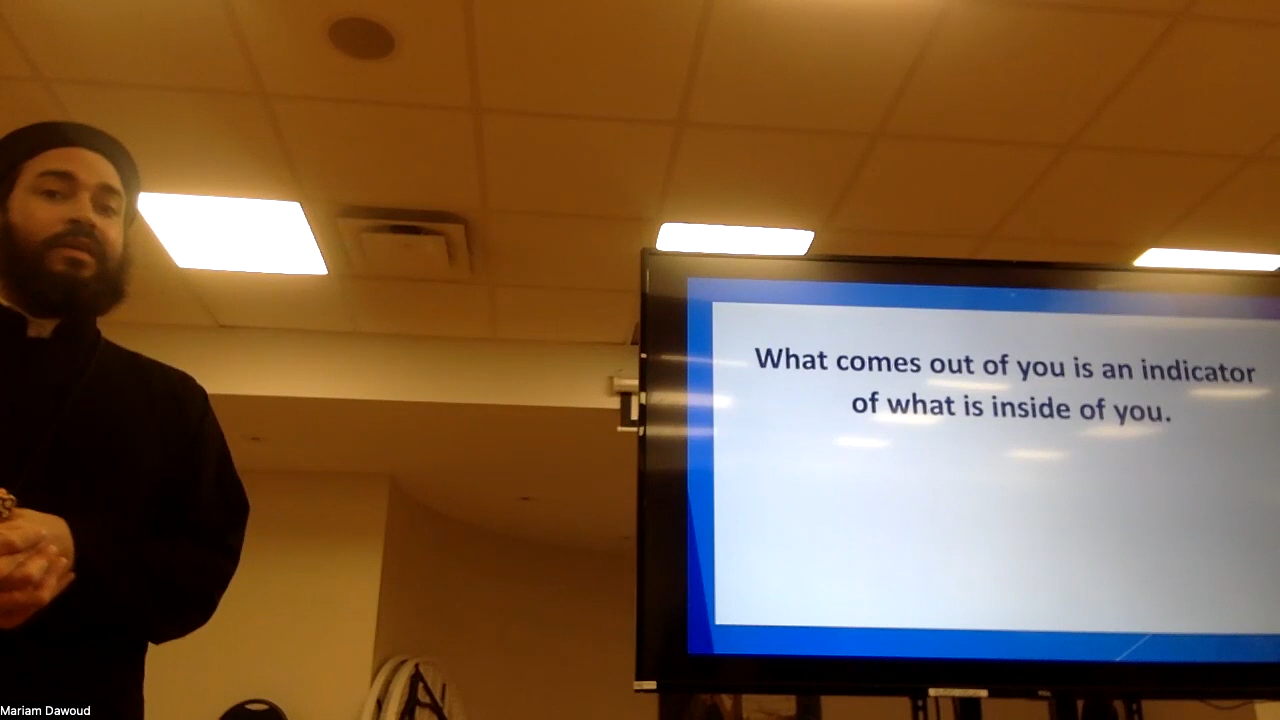 What comes out of you is an indicator
of what is inside of you.
Mariam Dawoud